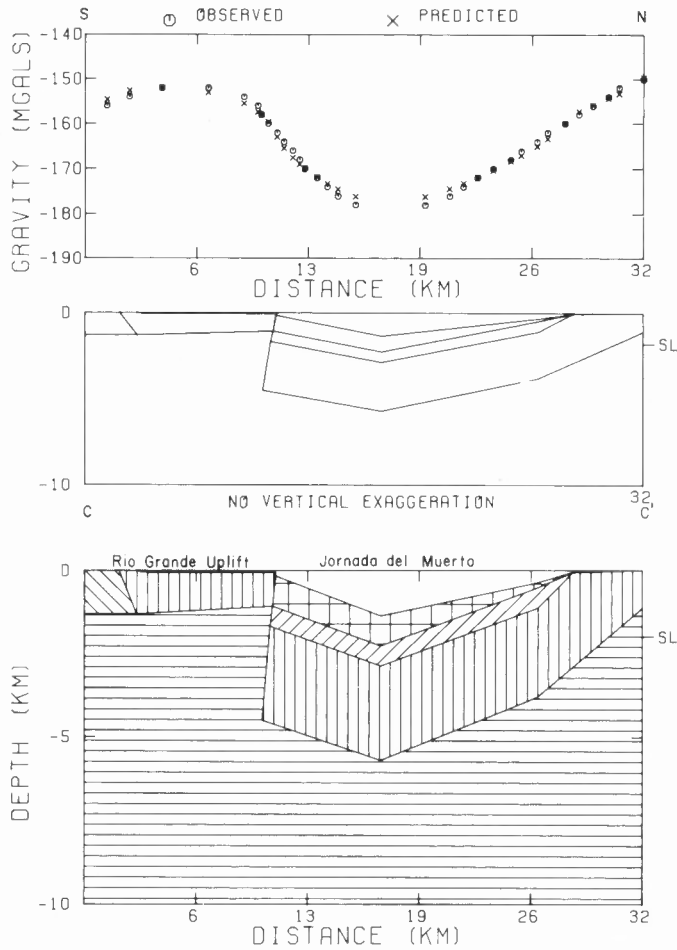 S OBSERVED PREDICTED N
-140
-150
-160
-170
-180
-190
GRAVITY (MGALS)
6 13 19 26 32
DISTANCE (KM)
0
SL
-10
NO VERTICAL EXAGGERATION 32
C C'
Rio Grande Uplift Jornada del Muerto
0
SL
-5
-10
DEPTH (KM)
6 13 19 26 32
DISTANCE (KM)